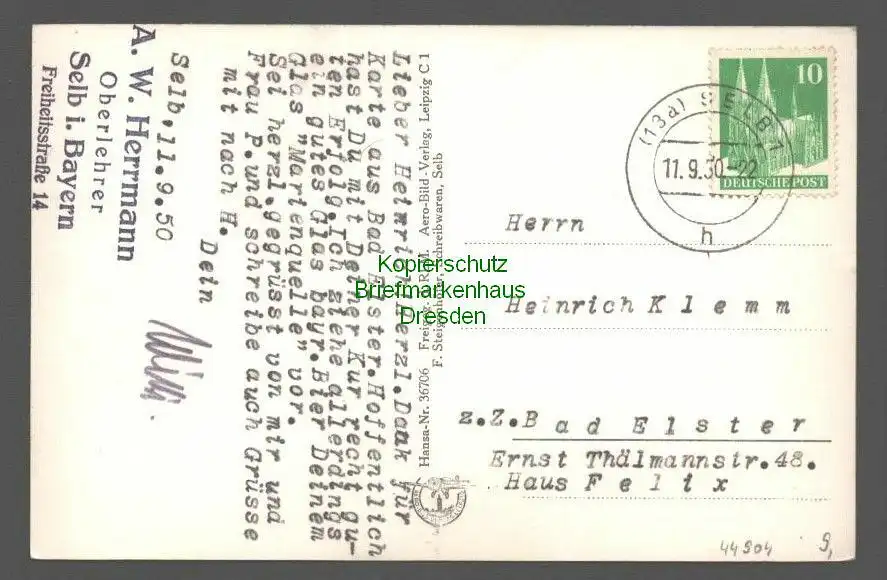 A. W. Herrmann
Oberlehrer
Selb i. Bayern
Freiheitsstraße 14
Selb, 11.9.50
Lieber Heinrich! Herzl. Dank für
Karte aus Bad Elster. Hoffentlich
hast Du mit Deiner Kur recht gu-
ten Erfolg. Ich ziehe allerdings
ein gutes Glas bayr. Bier Deinem
Glas "Martenquelle" vor.
Sei herzl. gegrüsst von mir und
Frau P. und schreibe auch Grüsse
mit nach H.
Dein
Hansa-Nr. 36706 Freigeg. Aero-Bild-Verlag, Leipzig C 1
F. Schreibwaren, Selb
10
DEUTSCHE POST
(13a) SELB 1
11.9.50-22
h
Herrn
Heinrich Klemm
z.Z. Bad Elster
Ernst Thälmannstr. 48.
Haus Felix
Kopierschutz
Briefmarkenhaus
Dresden
44904 9,